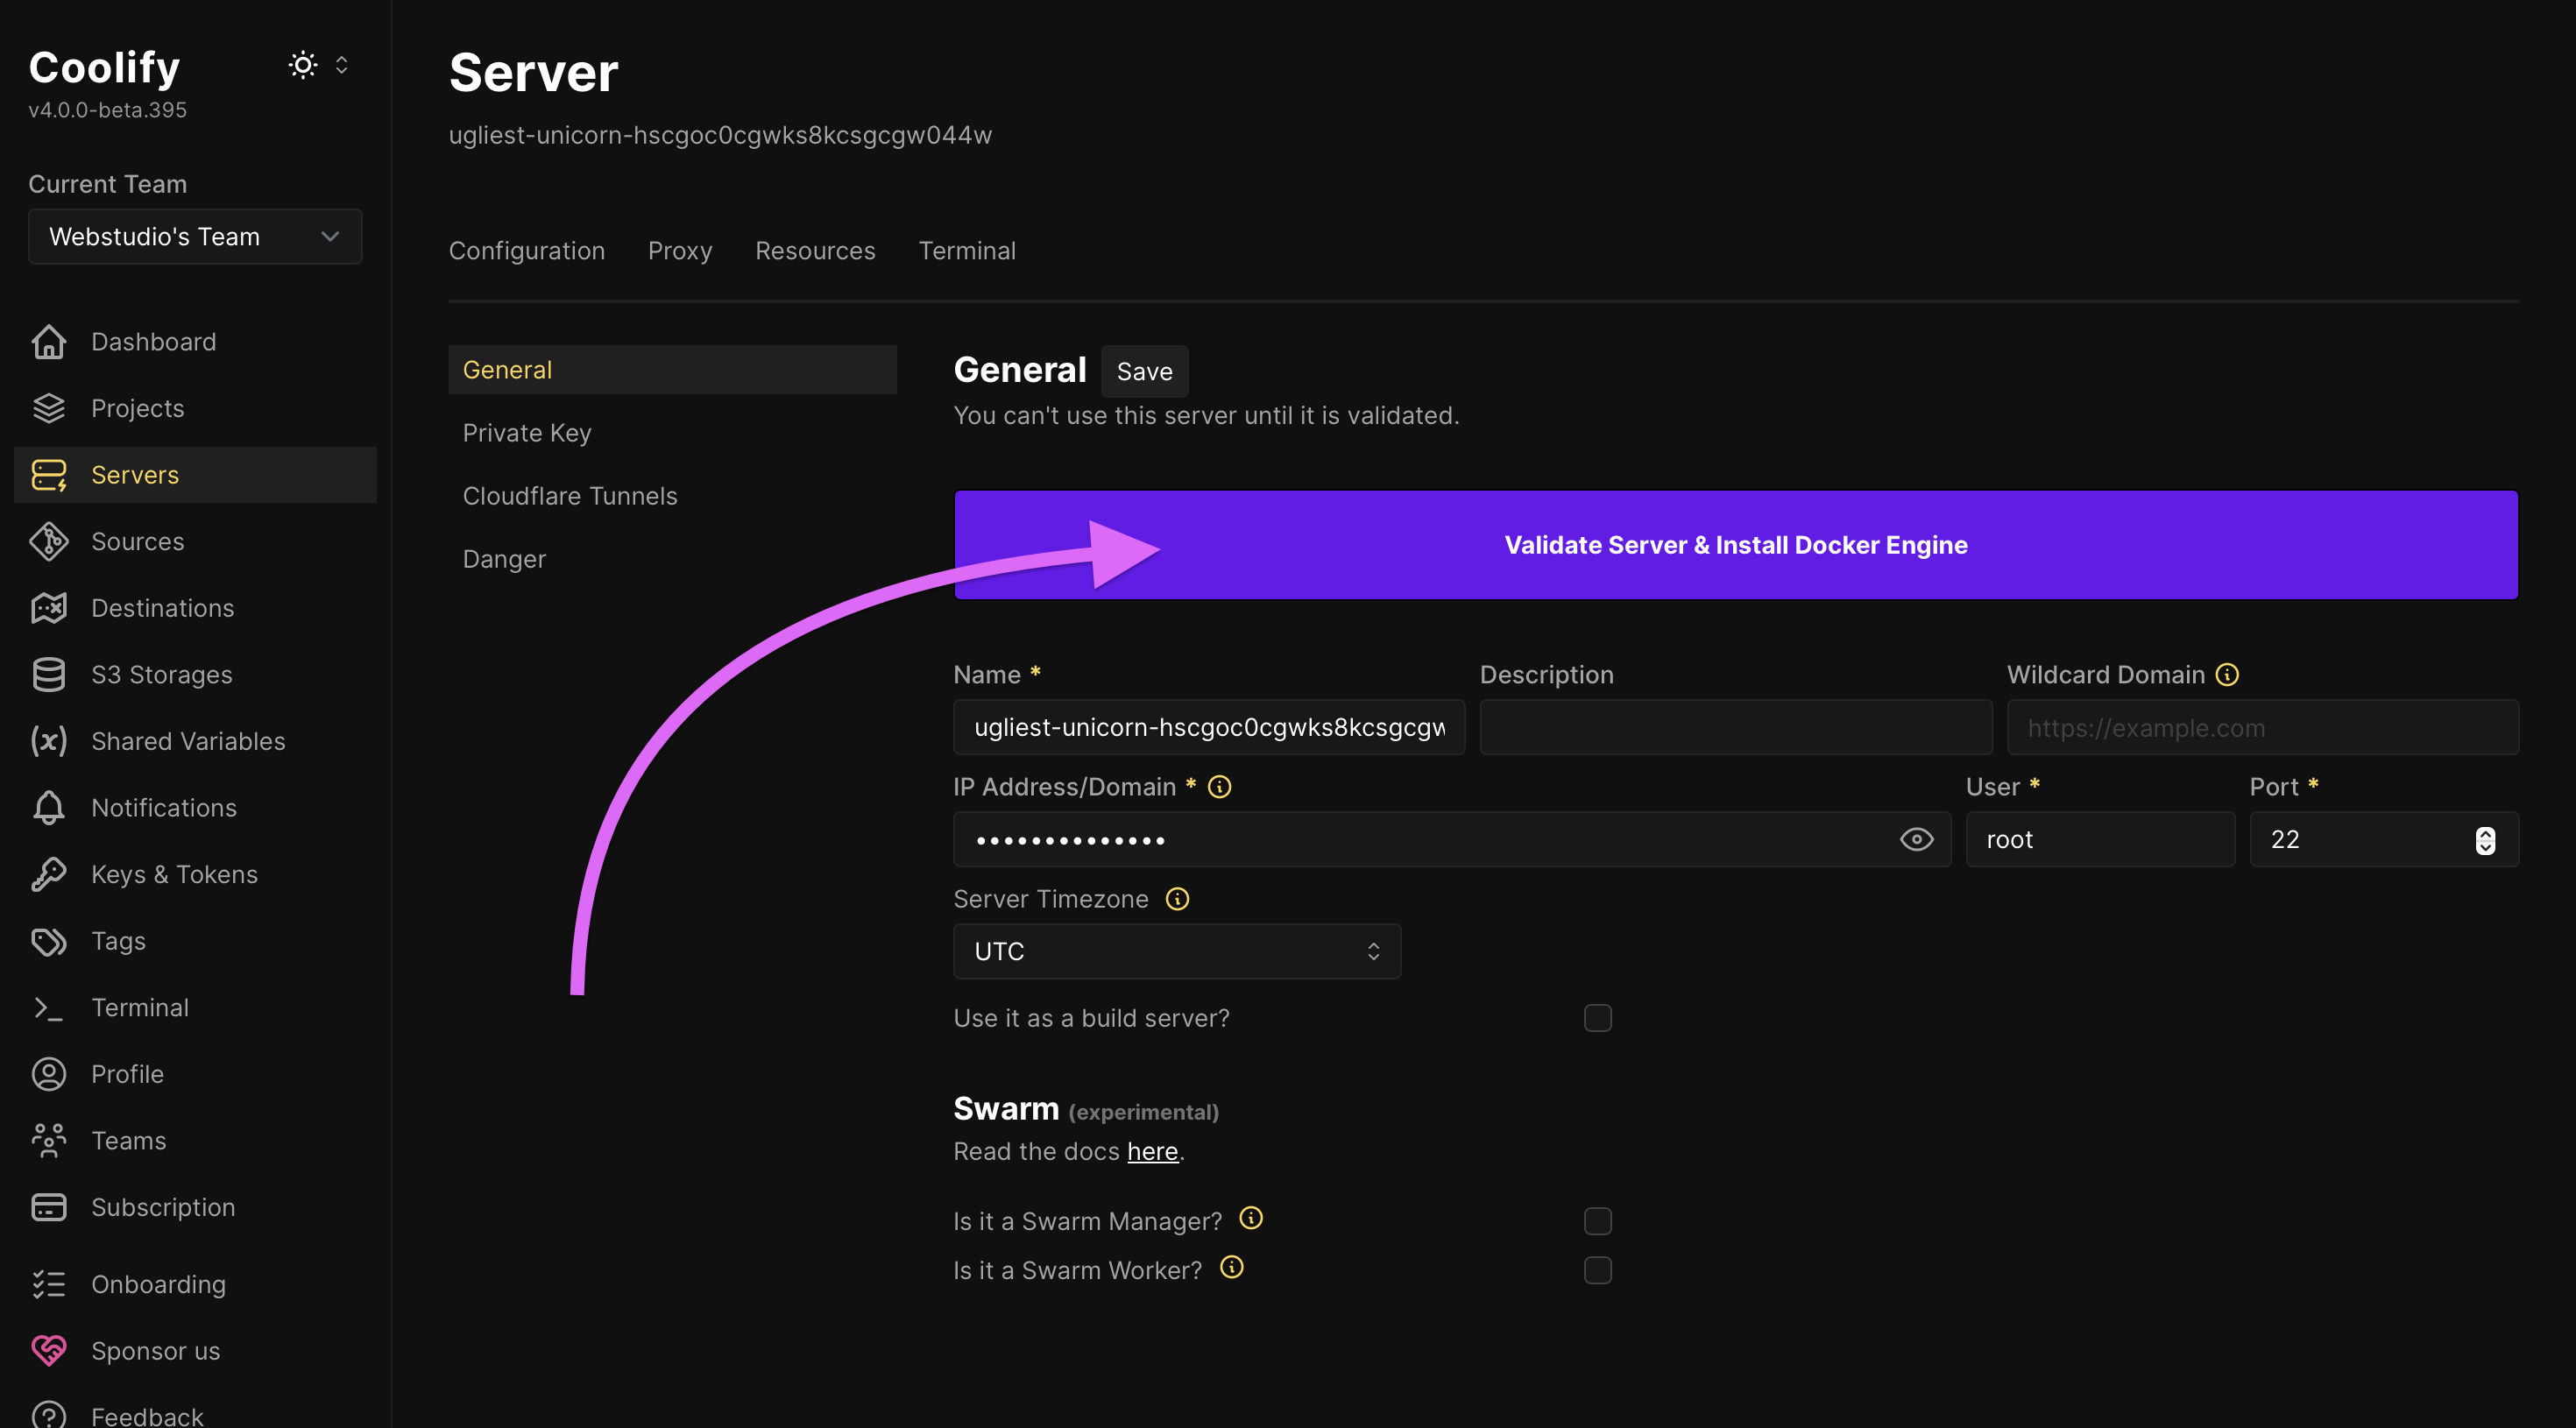 Coolify
v4.0.0-beta.395
Current Team
Webstudio's Team
Dashboard
Projects
Servers
Sources
Destinations
S3 Storages
Shared Variables
Notifications
Keys & Tokens
Tags
Terminal
Profile
Teams
Subscription
Onboarding
Sponsor us
Feedback
Server
ugliest-unicorn-hscgoc0cgwks8kcsgcgw044w
Configuration Proxy Resources Terminal
General
Private Key
Cloudflare Tunnels
Danger
General Save
You can't use this server until it is validated.
Validate Server & Install Docker Engine
Name * Description Wildcard Domain
ugliest-unicorn-hscgoc0cgwks8kcsgcgw https://example.com
IP Address/Domain * User * Port *
•••••••••••••• root 22
Server Timezone
UTC
Use it as a build server?
Swarm (experimental)
Read the docs here.
Is it a Swarm Manager?
Is it a Swarm Worker?